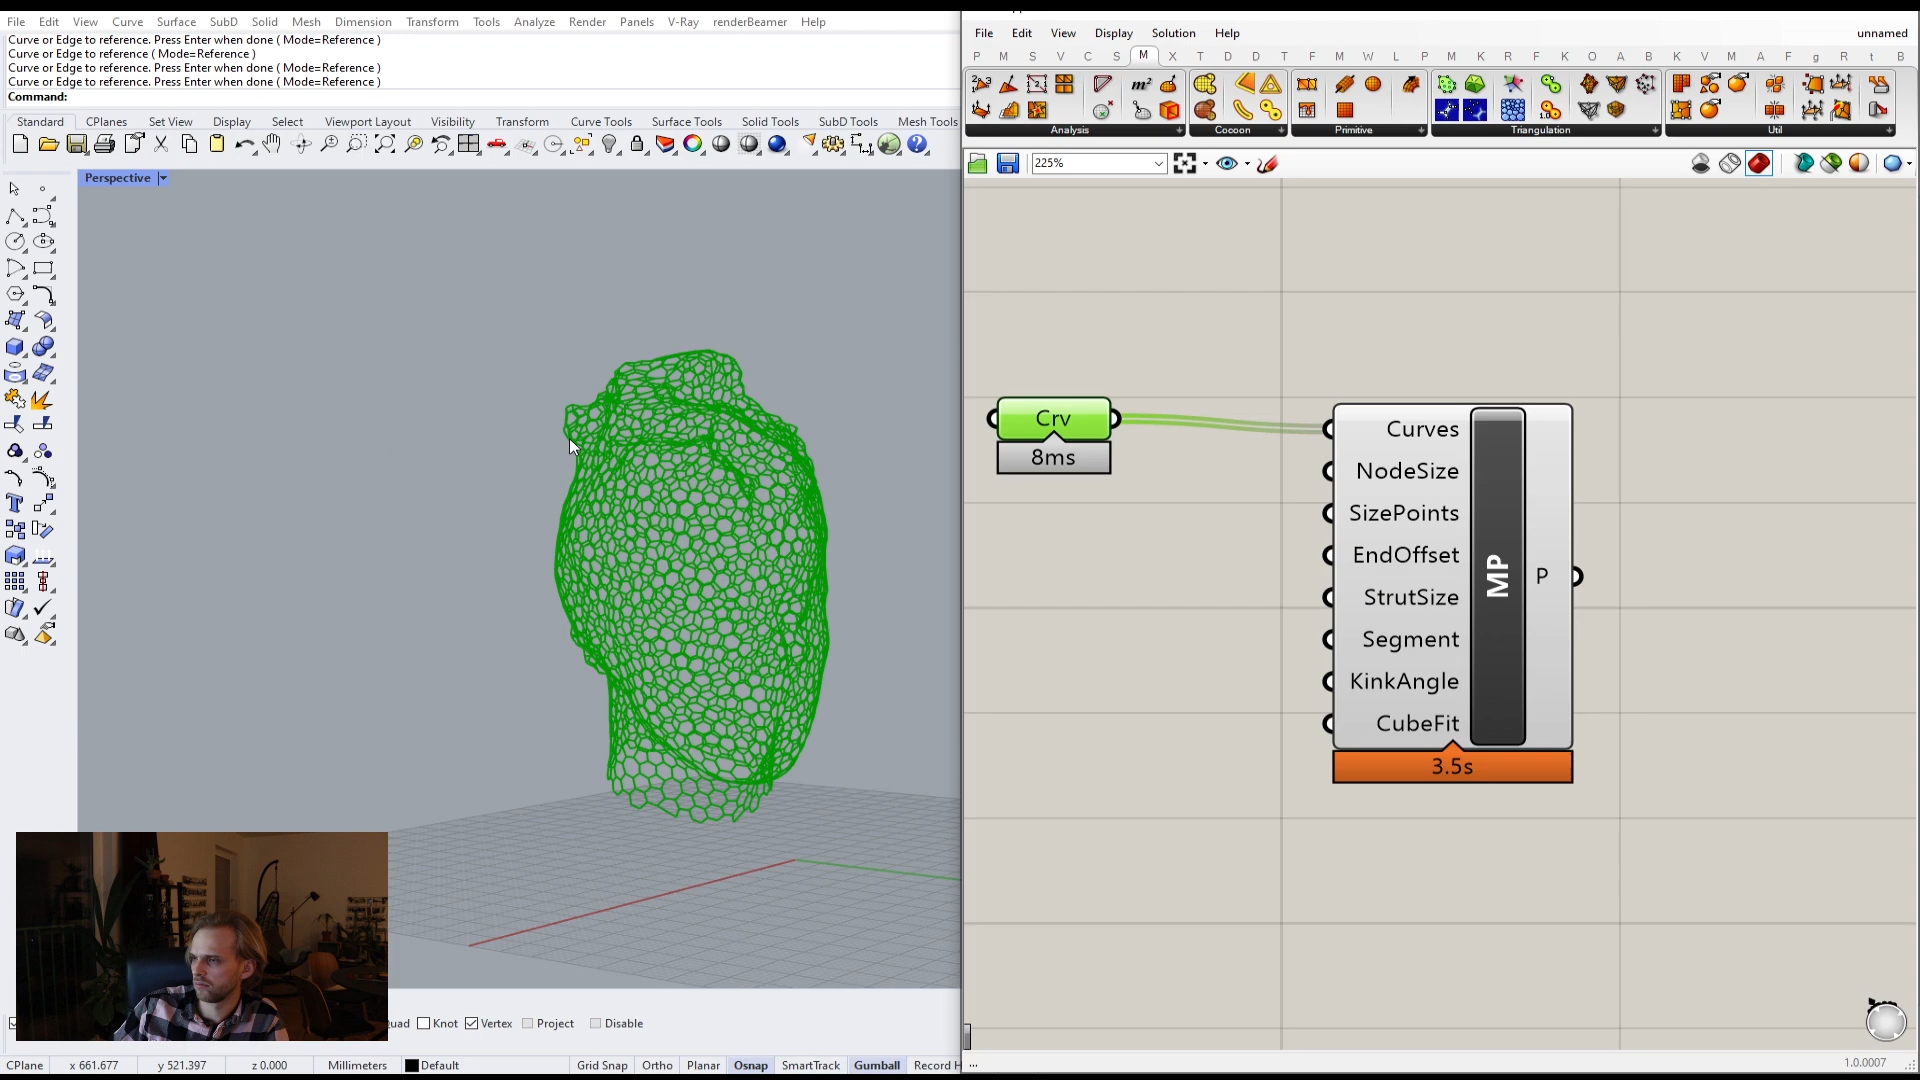 File Edit View Curve Surface SubD Solid Mesh Dimension Transform Tools Analyze Render Panels V-Ray renderBeamer Help
Curve or Edge to reference. Press Enter when done ( Mode=Reference )
Curve or Edge to reference ( Mode=Reference )
Curve or Edge to reference. Press Enter when done ( Mode=Reference )
Curve or Edge to reference. Press Enter when done ( Mode=Reference )
Command:
Standard CPlanes Set View Display Select Viewport Layout Visibility Transform Curve Tools Surface Tools Solid Tools SubD Tools Mesh Tools
Perspective
uad Knot Vertex Project Disable
CPlane x 661.677 y 521.397 z 0.000 Millimeters Default Grid Snap Ortho Planar Osnap SmartTrack Gumball Record H
File Edit View Display Solution Help unnamed
P M S V C S M X T D D T F M W L P M K R F K O A B K V M A F g R t B
Analysis Cocoon Primitive Triangulation Util
225%
Crv
8ms
Curves
NodeSize
SizePoints
EndOffset
StrutSize
Segment
KinkAngle
CubeFit
MP
P
3.5s
...
1.0.0007